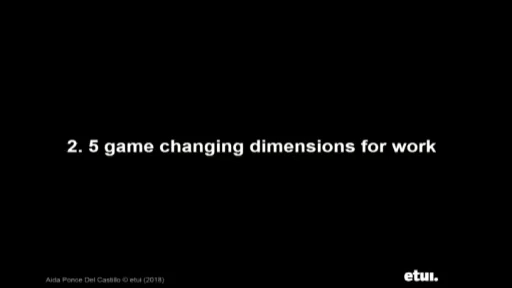 2. 5 game changing dimensions for work
Aida Ponce Del Castillo © etui (2018)
etui.